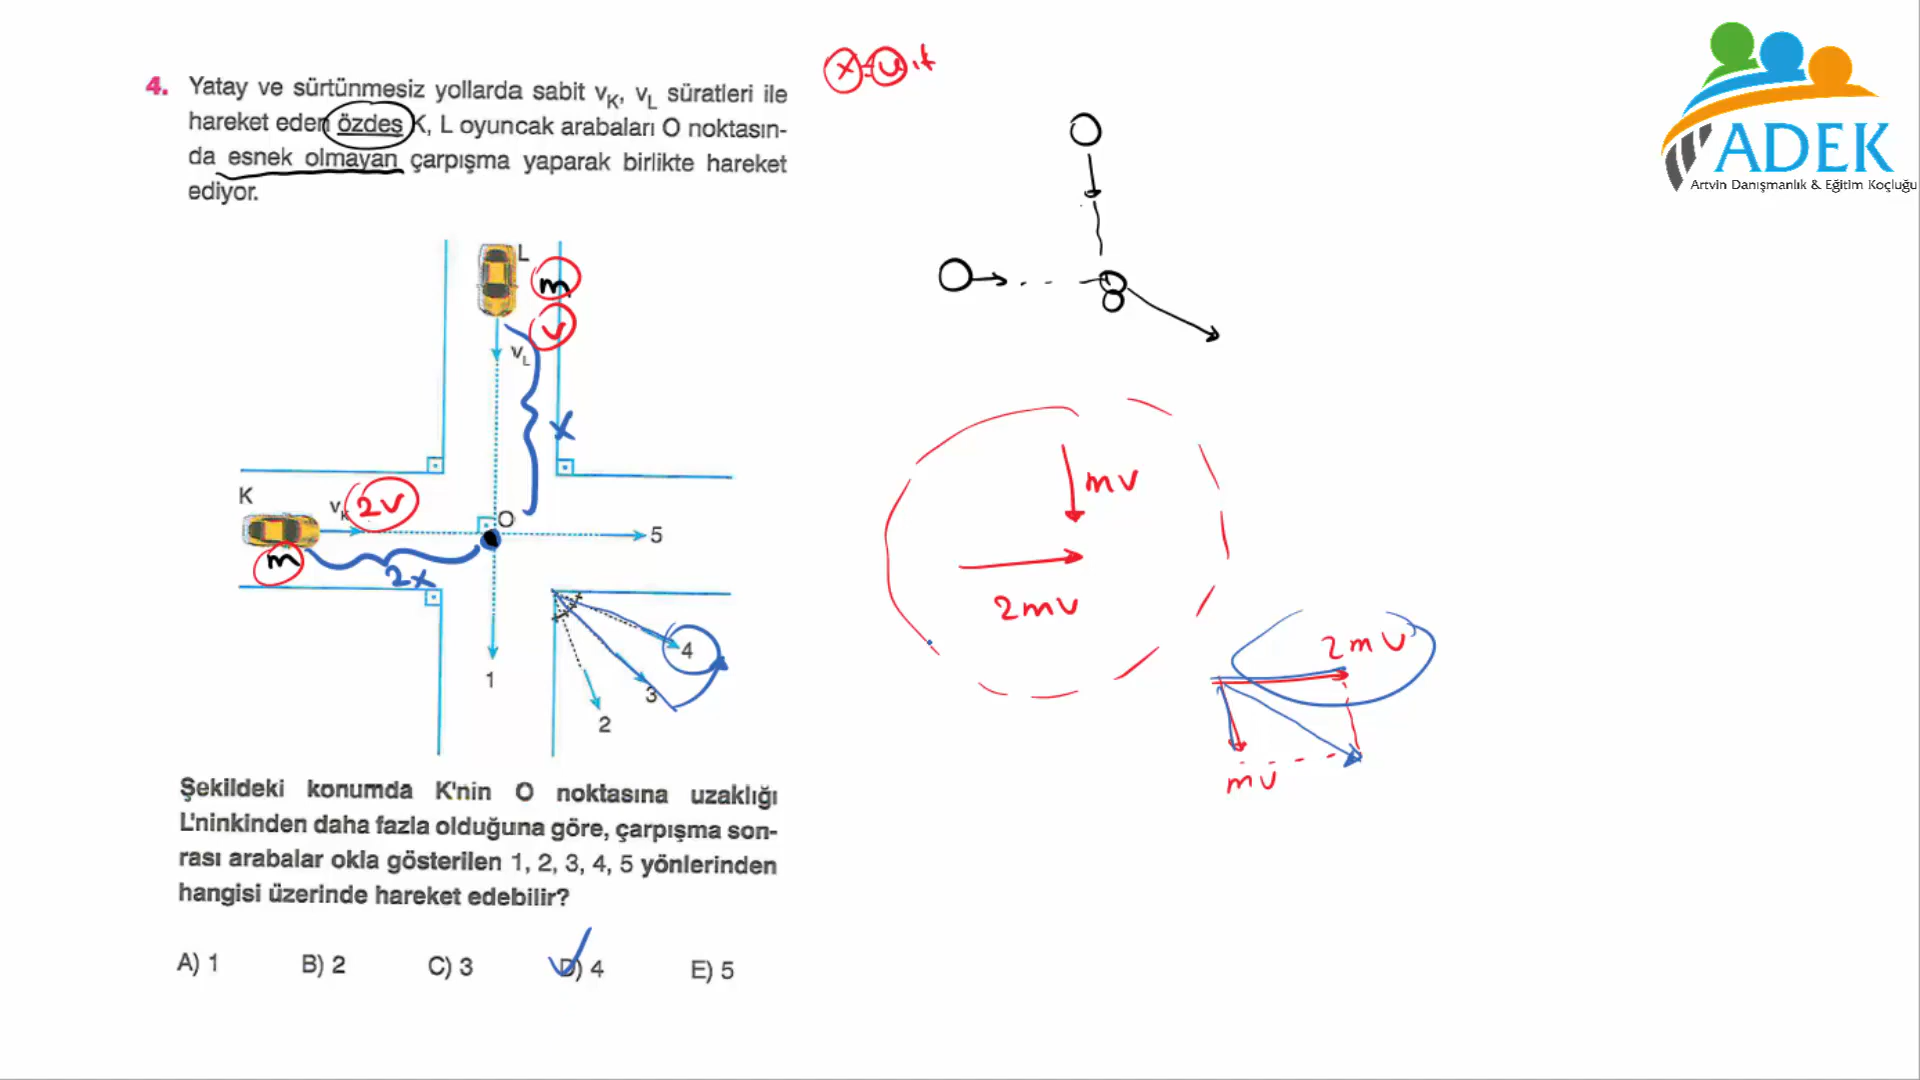 4. Yatay ve sürtünmesiz yollarda sabit vK, vL süratleri ile
hareket eden özdeş K, L oyuncak arabaları O noktasın-
da esnek olmayan çarpışma yaparak birlikte hareket
ediyor.
x = v.t
ADEK
Artvin Danışmanlık & Eğitim Koçluğu
L
m
v
vL
x
K
vK
2v
O
5
m
2x
1
2
3
4
mv
2mv
2mv
mv
Şekildeki konumda K'nin O noktasına uzaklığı
L'ninkinden daha fazla olduğuna göre, çarpışma son-
rası arabalar okla gösterilen 1, 2, 3, 4, 5 yönlerinden
hangisi üzerinde hareket edebilir?
A) 1 B) 2 C) 3 D) 4 E) 5